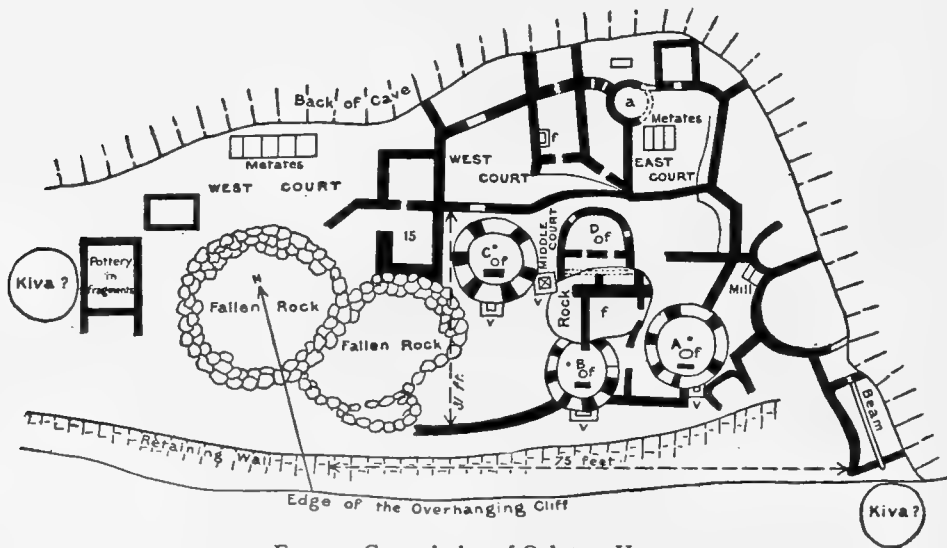 Back of Cave
Metates
WEST COURT
WEST
COURT
f
a
Metates
EAST
COURT
Kiva ?
Pottery
in
fragments
15
C
of
MIDDLE COURT
D
of
Mill
N
Fallen Rock
Fallen Rock
31 ft.
Rock
f
A
of
B
of
V
V
V
Beam
Retaining Wall
75 feet
Edge of the Overhanging Cliff
Kiva ?